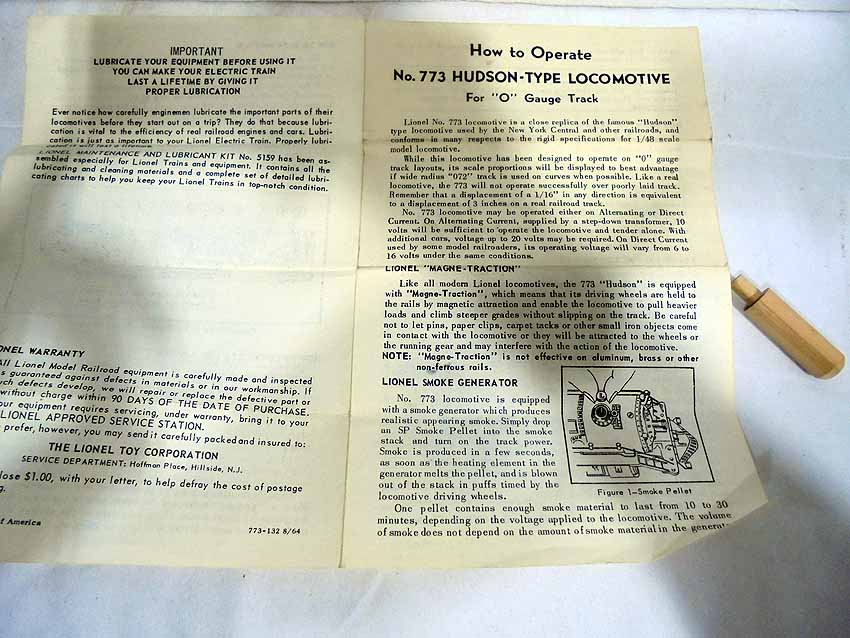 IMPORTANT
LUBRICATE YOUR EQUIPMENT BEFORE USING IT
YOU CAN MAKE YOUR ELECTRIC TRAIN
LAST A LIFETIME BY GIVING IT
PROPER LUBRICATION
Ever notice how carefully enginemen lubricate the important parts of their
locomotives before they start out on a trip? They do that because lubri-
cation is vital to the efficiency of real railroad engines and cars. Lubri-
cation is just as important to your Lionel Electric Train. Properly lubri-
cated it will last a lifetime.
LIONEL MAINTENANCE AND LUBRICANT KIT No. 5159 has been as-
sembled especially for Lionel Trains and equipment. It contains all the
lubricating and cleaning materials and a complete set of detailed lubri-
cating charts to help you keep your Lionel Trains in top-notch condition.
ONEL WARRANTY
All Lionel Model Railroad equipment is carefully made and inspected
s guaranteed against defects in materials or in our workmanship. If
ch defects develop, we will repair or replace the defective part or
without charge within 90 DAYS OF THE DATE OF PURCHASE.
our equipment requires servicing, under warranty, bring it to your
LIONEL APPROVED SERVICE STATION.
prefer, however, you may send it carefully packed and insured to:
THE LIONEL TOY CORPORATION
SERVICE DEPARTMENT: Hoffman Place, Hillside, N.J.
lose $1.00, with your letter, to help defray the cost of postage
g.
of America
773-132 8/64
How to Operate
No. 773 HUDSON-TYPE LOCOMOTIVE
For "O" Gauge Track
Lionel No. 773 locomotive is a close replica of the famous "Hudson"
type locomotive used by the New York Central and other railroads, and
conforms in many respects to the rigid specifications for 1/48 scale
model locomotive.
While this locomotive has been designed to operate on "0" gauge
track layouts, its scale proportions will be displayed to best advantage
if wide radius "072" track is used on curves when possible. Like a real
locomotive, the 773 will not operate successfully over poorly laid track.
Remember that a displacement of a 1/16" in any direction is equivalent
to a displacement of 3 inches on a real railroad track.
No. 773 locomotive may be operated either on Alternating or Direct
Current. On Alternating Current, supplied by a step-down transformer, 10
volts will be sufficient to operate the locomotive and tender alone. With
additional cars, voltage up to 20 volts may be required. On Direct Current
used by some model railroaders, its operating voltage will vary from 6 to
16 volts under the same conditions.
LIONEL "MAGNE-TRACTION"
Like all modern Lionel locomotives, the 773 "Hudson" is equipped
with "Magne-Traction", which means that its driving wheels are held to
the rails by magnetic attraction and enable the locomotive to pull heavier
loads and climb steeper grades without slipping on the track. Be careful
not to let pins, paper clips, carpet tacks or other small iron objects come
in contact with the locomotive or they will be attracted to the wheels or
the running gear and may interfere with the action of the locomotive.
NOTE: "Magne-Traction" is not effective on aluminum, brass or other
non-ferrous rails.
LIONEL SMOKE GENERATOR
No. 773 locomotive is equipped
with a smoke generator which produces
realistic appearing smoke. Simply drop
an SP Smoke Pellet into the smoke
stack and turn on the track power.
Smoke is produced in a few seconds,
as soon as the heating element in the
generator melts the pellet, and is blown
out of the stack in puffs timed by the
locomotive driving wheels.
Figure 1—Smoke Pellet
One pellet contains enough smoke material to last from 10 to 30
minutes, depending on the voltage applied to the locomotive. The volume
of smoke does not depend on the amount of smoke material in the generat